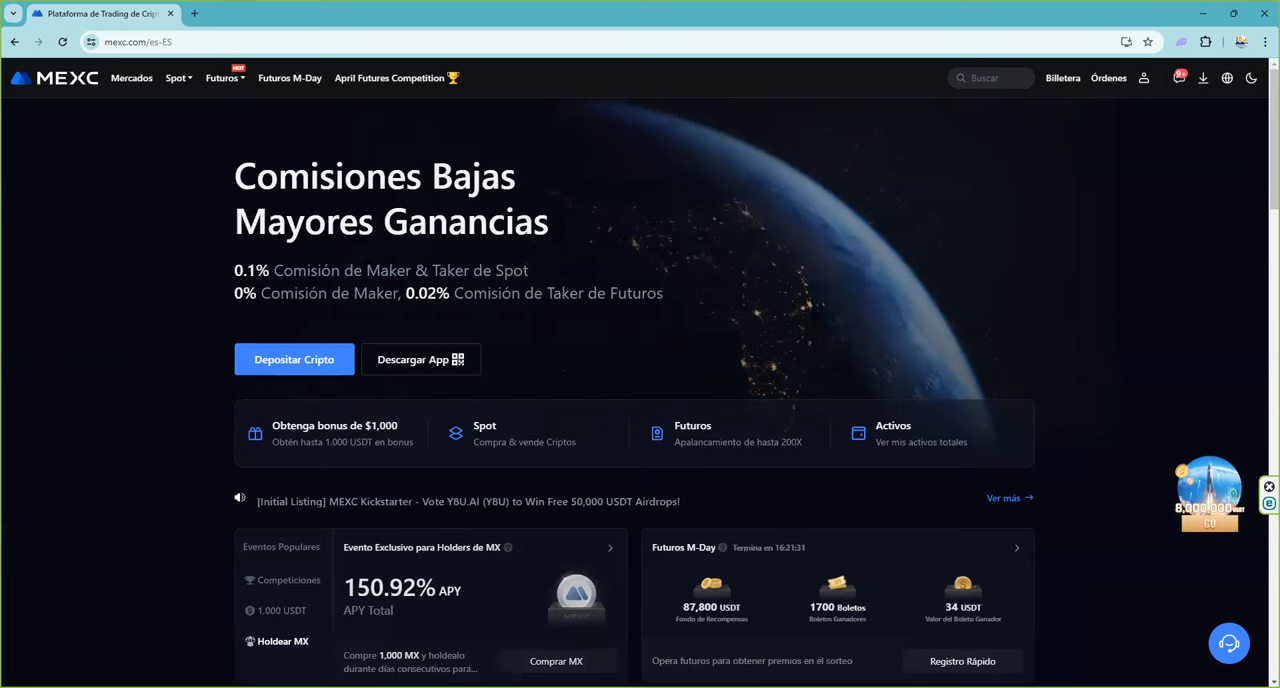 Plataforma de Trading de Crip
mexc.com/es-ES
MEXC
Mercados
Spot
HOT
Futuros
Futuros M-Day
April Futures Competition
Buscar
Billetera
Órdenes
9+
Comisiones Bajas
Mayores Ganancias
0.1% Comisión de Maker & Taker de Spot
0% Comisión de Maker, 0.02% Comisión de Taker de Futuros
Depositar Cripto
Descargar App
Obtenga bonus de $1,000
Obtén hasta 1.000 USDT en bonus
Spot
Compra & vende Criptos
Futuros
Apalancamiento de hasta 200X
Activos
Ver mis activos totales
8,000,000USDT
GO
[Initial Listing] MEXC Kickstarter - Vote Y8U.AI (Y8U) to Win Free 50,000 USDT Airdrops!
Ver más
Eventos Populares
Competiciones
1,000 USDT
Holdear MX
Evento Exclusivo para Holders de MX
150.92% APY
APY Total
MEXC
Compre 1,000 MX y holdealo
durante días consecutivos para...
Comprar MX
Futuros M-Day
Termina en 16:21:31
87,800 USDT
Fondo de Recompensas
1700 Boletos
Boletos Ganadores
34 USDT
Valor del Boleto Ganador
Opera futuros para obtener premios en el sorteo
Registro Rápido